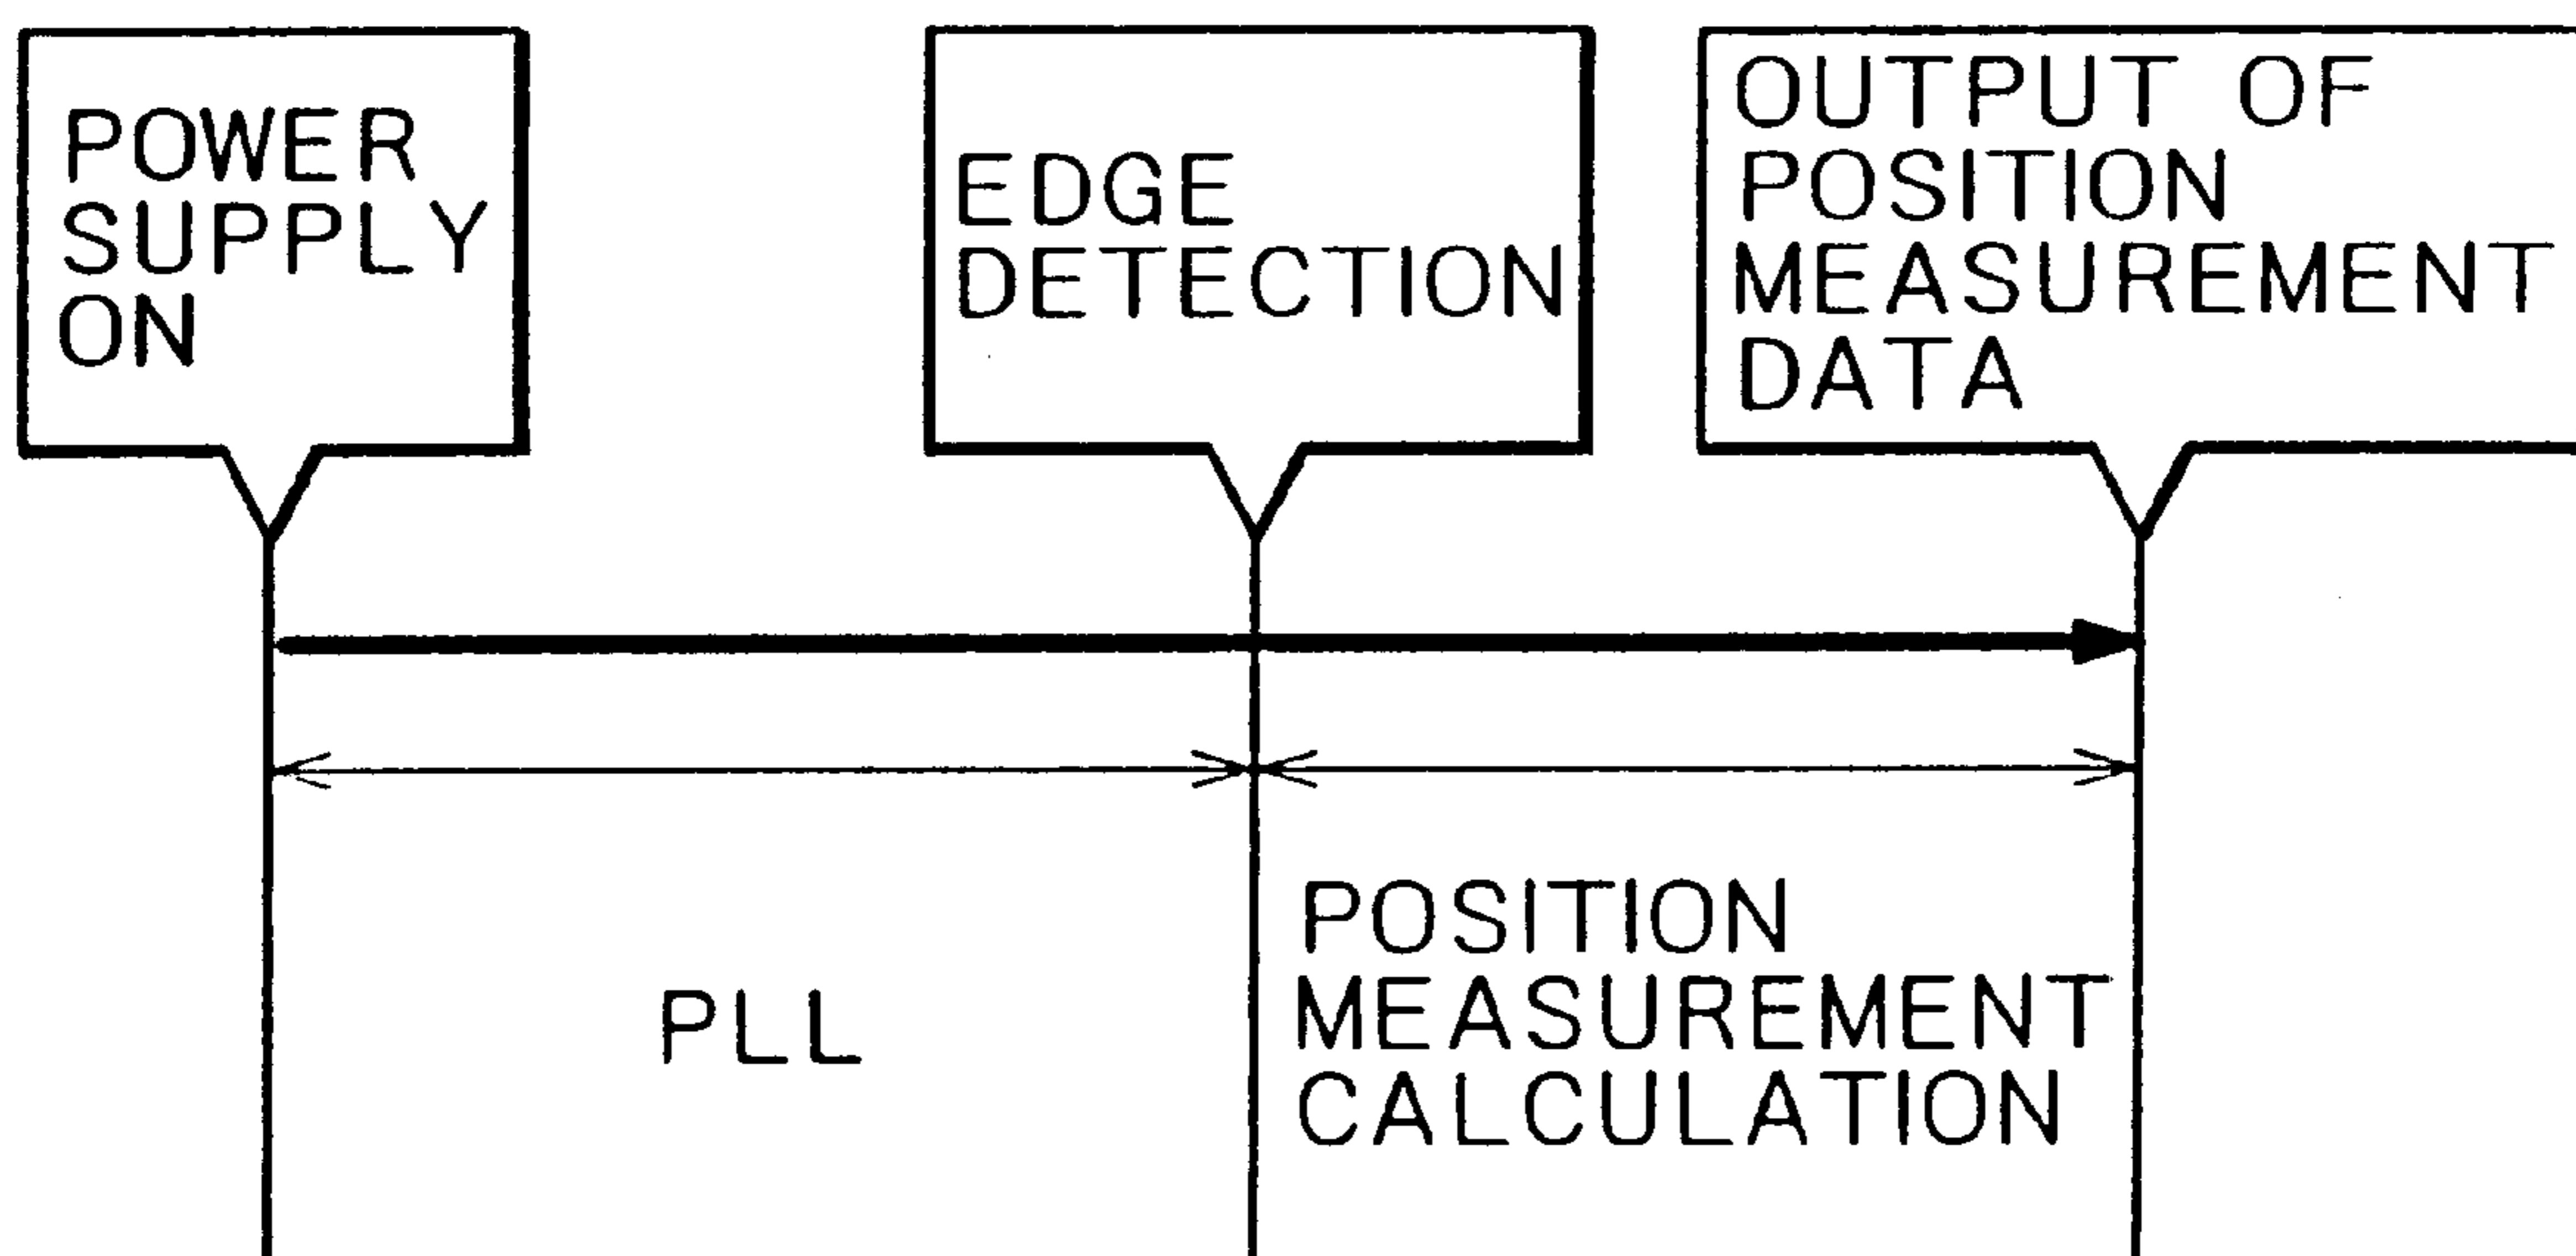 POWER
SUPPLY
ON
EDGE
DETECTION
OUTPUT OF
POSITION
MEASUREMENT
DATA
PLL
POSITION
MEASUREMENT
CALCULATION